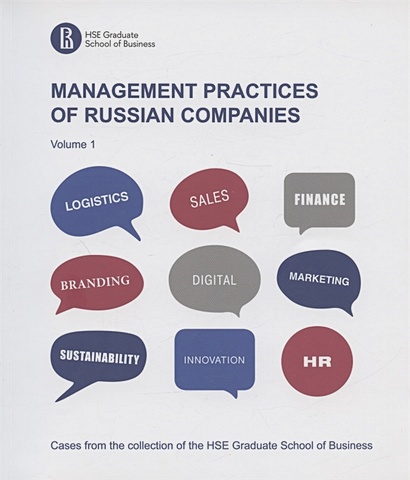 HSE Graduate
School of Business
MANAGEMENT PRACTICES
OF RUSSIAN COMPANIES
Volume 1
LOGISTICS
SALES
FINANCE
BRANDING
DIGITAL
MARKETING
SUSTAINABILITY
INNOVATION
HR
Cases from the collection of the HSE Graduate School of Business